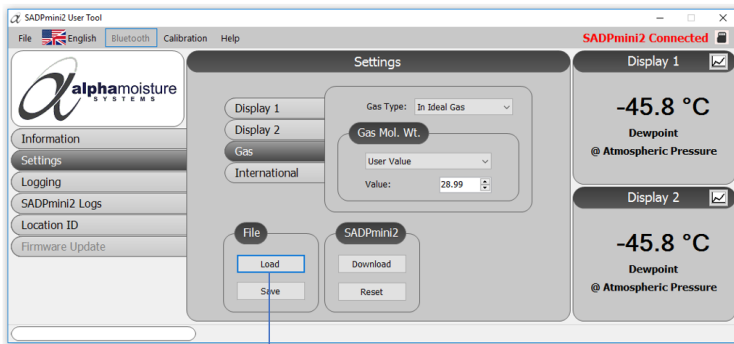 SADPmini2 User Tool
File English Bluetooth Calibration Help SADPmini2 Connected
alphamoisture
SYSTEMS
Information
Settings
Logging
SADPmini2 Logs
Location ID
Firmware Update
Settings
Display 1
Display 2
Gas
International
Gas Type: In Ideal Gas
Gas Mol. Wt.
User Value
Value: 28.99
File
Load
Save
SADPmini2
Download
Reset
Display 1
-45.8 °C
Dewpoint
@ Atmospheric Pressure
Display 2
-45.8 °C
Dewpoint
@ Atmospheric Pressure